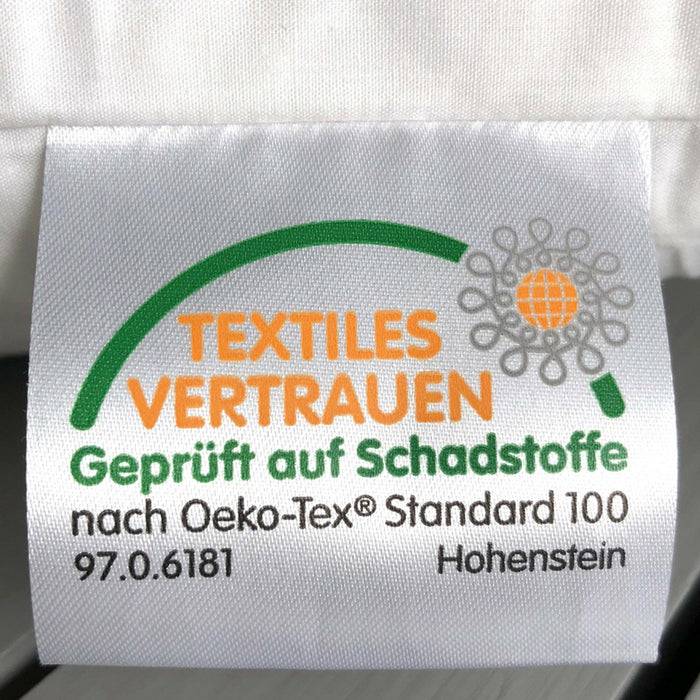 TEXTILES
VERTRAUEN
Geprüft auf Schadstoffe
nach Oeko-Tex® Standard 100
97.0.6181 Hohenstein